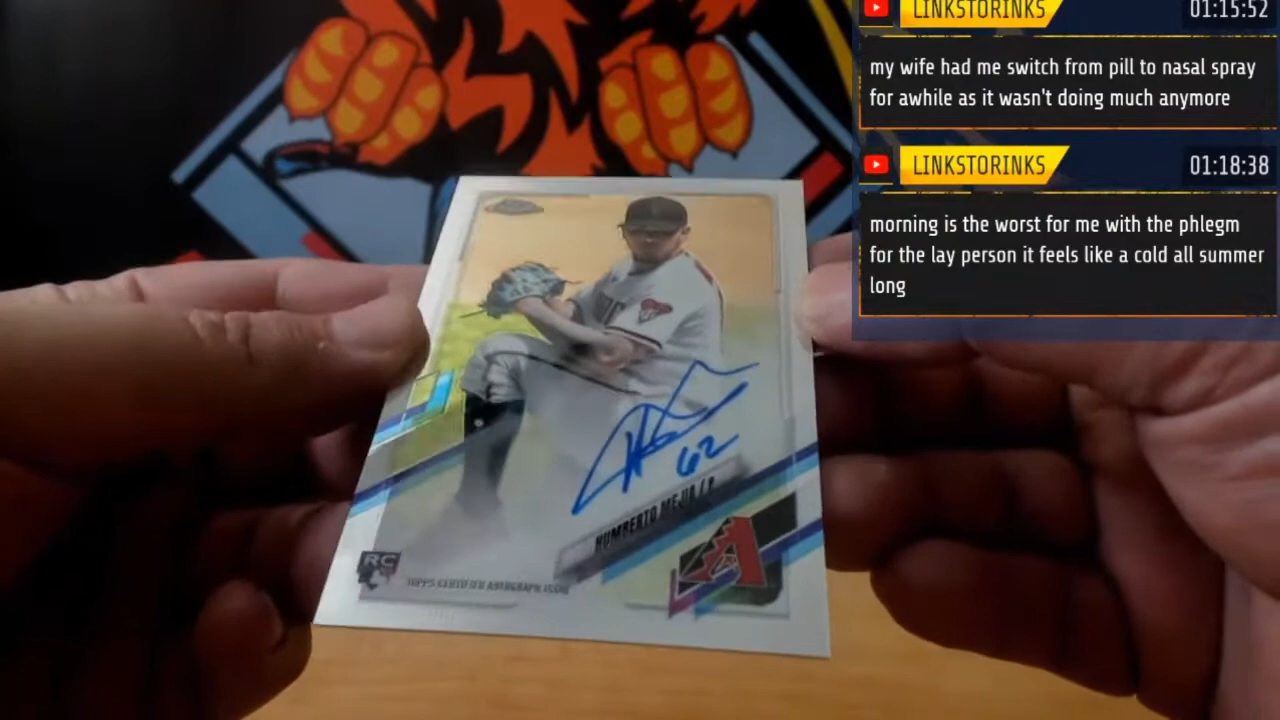 LINKSTORINKS 01:15:52
my wife had me switch from pill to nasal spray
for awhile as it wasn't doing much anymore
LINKSTORINKS 01:18:38
morning is the worst for me with the phlegm
for the lay person it feels like a cold all summer
long
62
HUMBERTO MEJIA / P
RC
TOPPS CERTIFIED AUTOGRAPH ISSUE